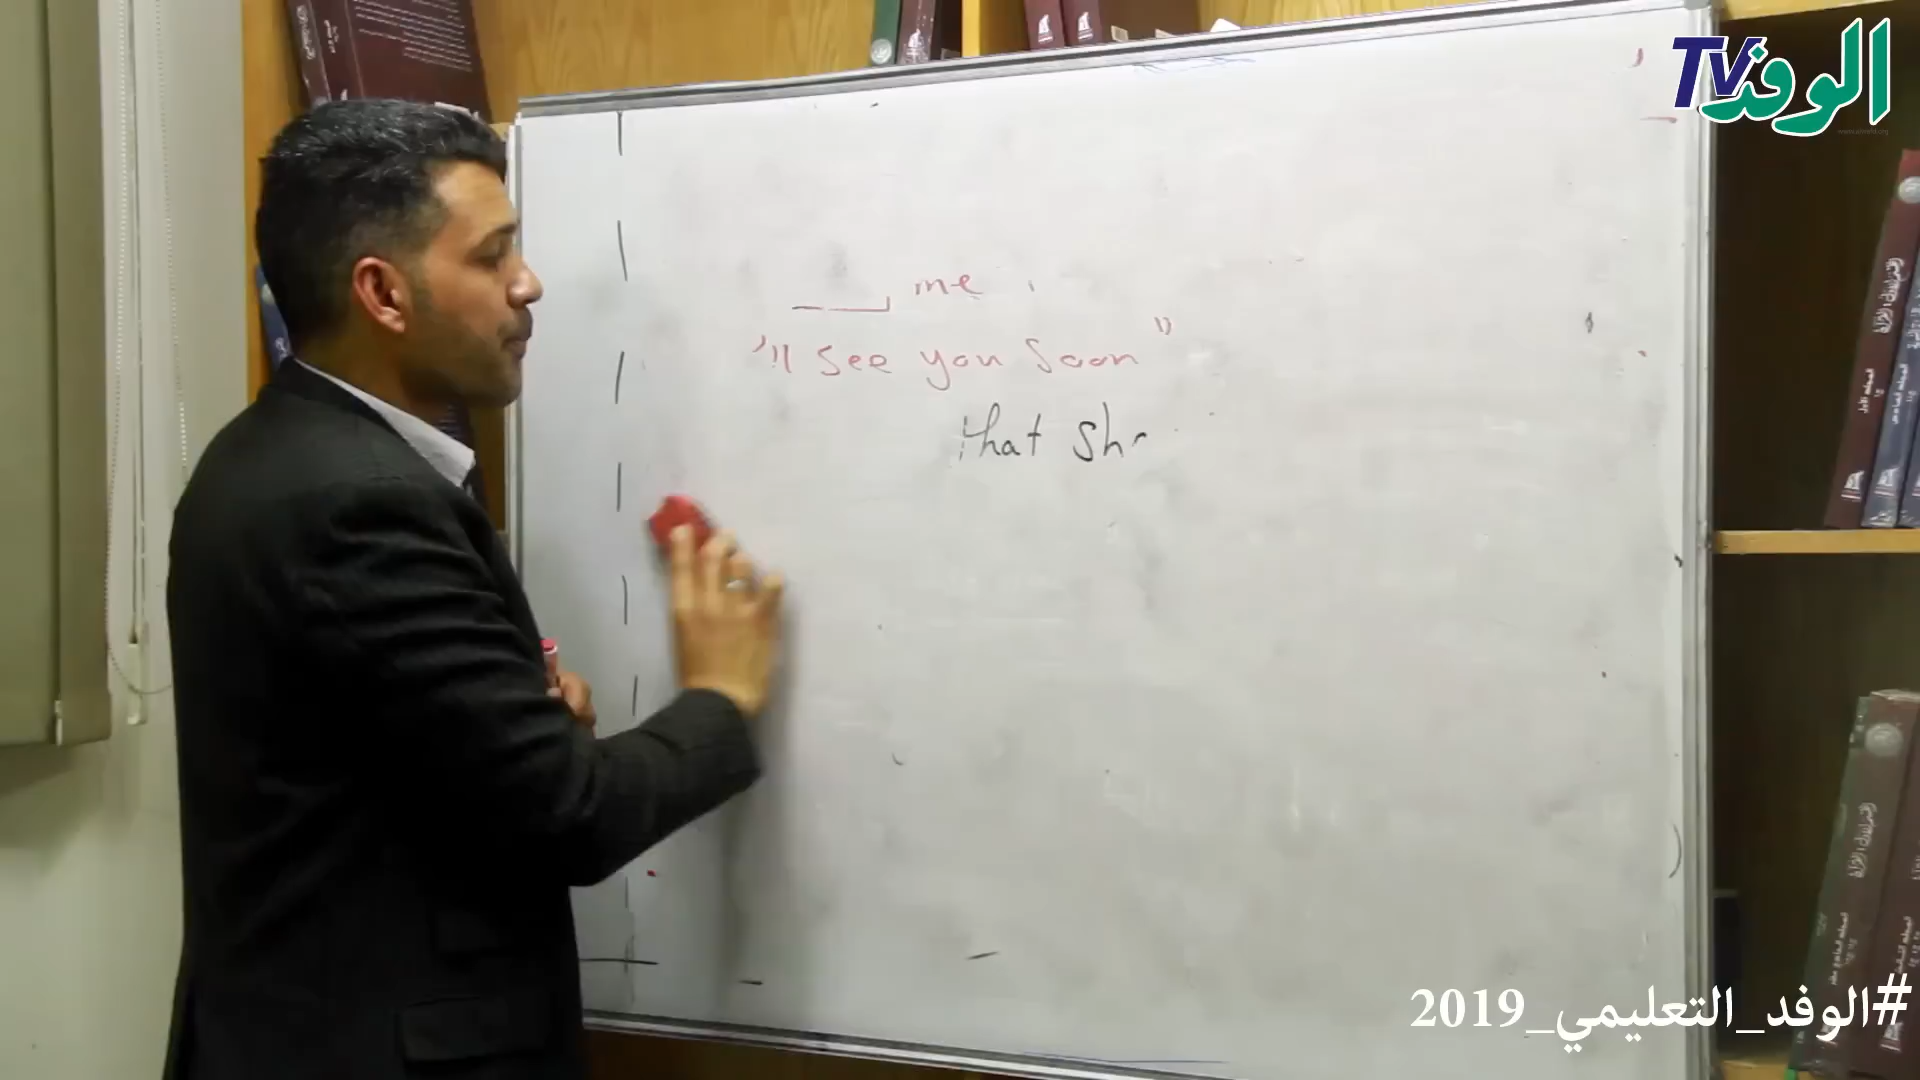 الوفد TV
me
'll see you soon"
that sh
#الوفد_التعليمي_2019